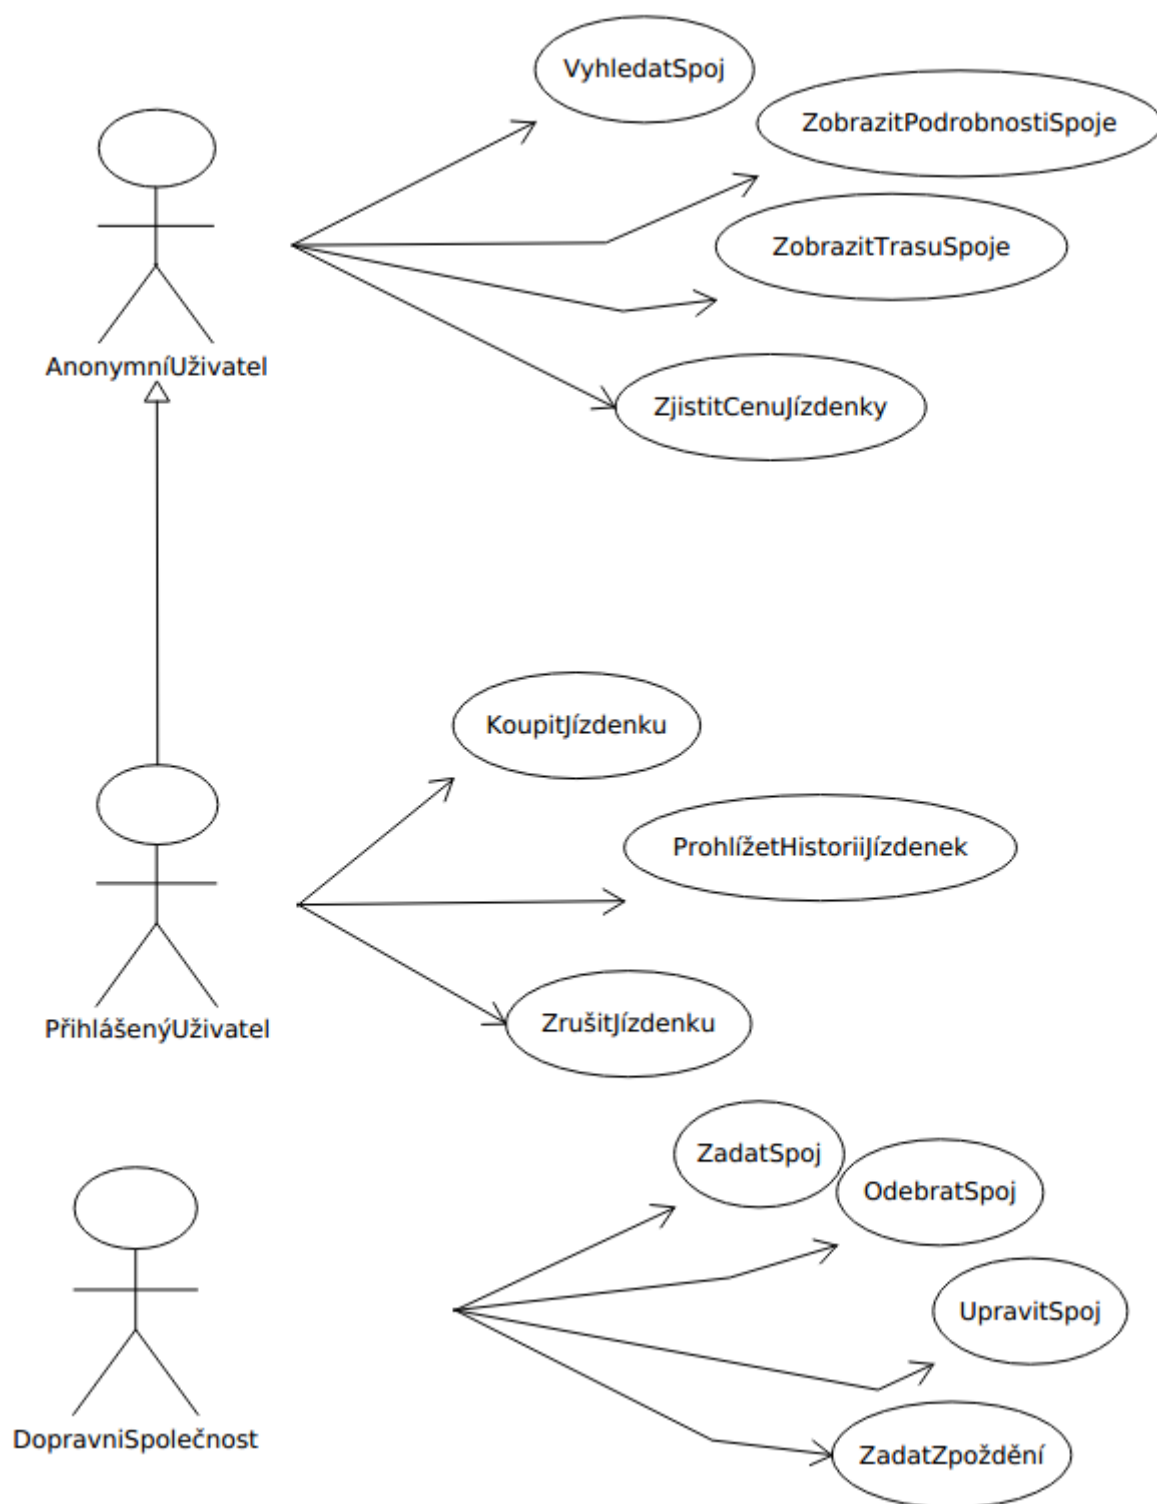 VyhledatSpoj
ZobrazitPodrobnostiSpoje
ZobrazitTrasuSpoje
AnonymníUživatel
ZjistitCenuJízdenky
KoupitJízdenku
ProhlížetHistoriiJízdenek
ZrušitJízdenku
PřihlášenýUživatel
ZadatSpoj
OdebratSpoj
UpravitSpoj
DopravniSpolečnost
ZadatZpoždění